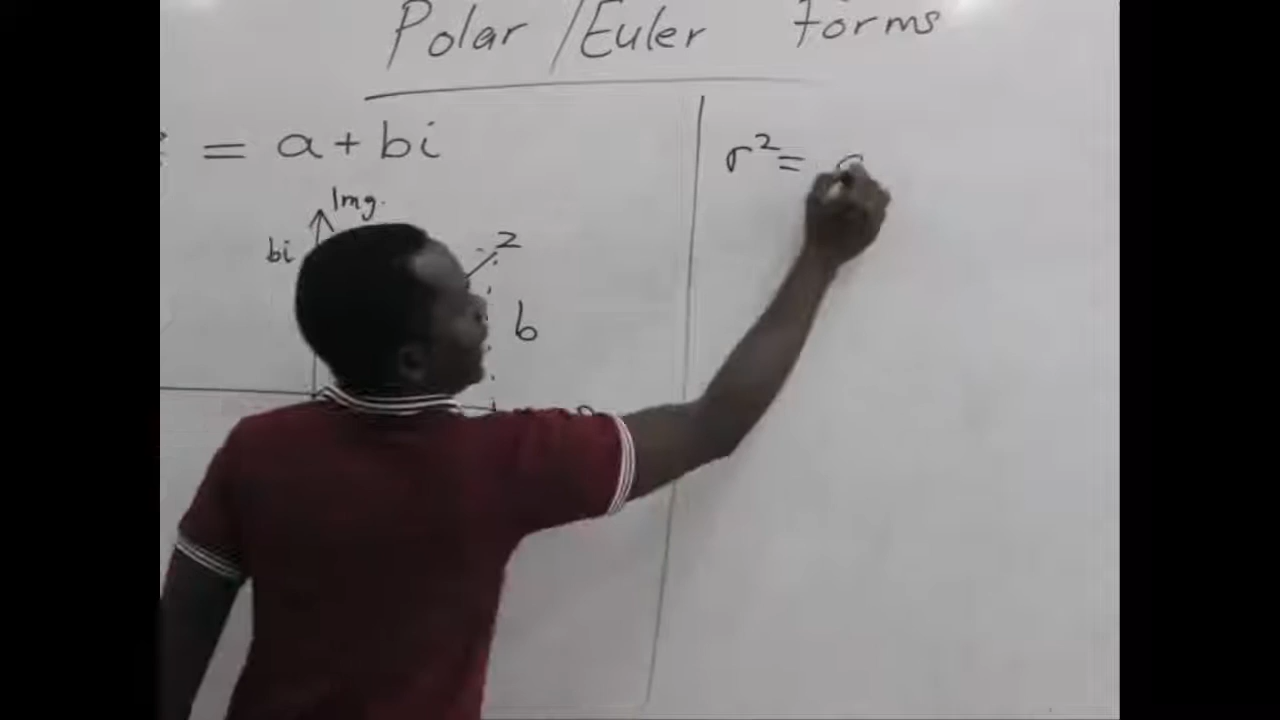 Polar/Euler forms
= a + bi
Img.
bi
z
b
r² =